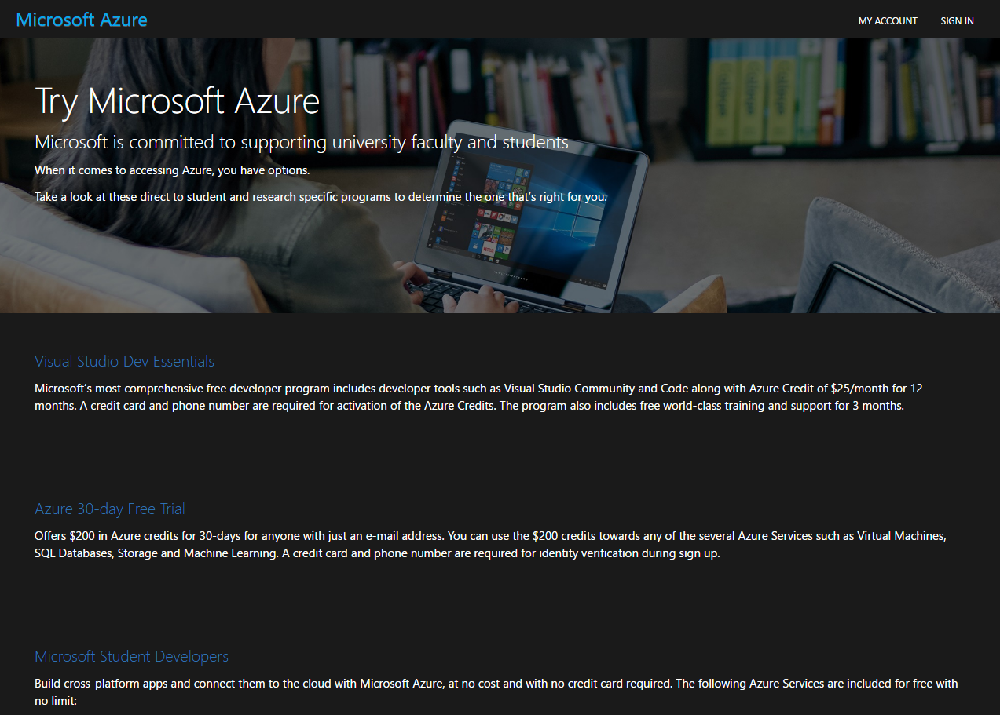 Microsoft Azure
MY ACCOUNT
SIGN IN
Try Microsoft Azure
Microsoft is committed to supporting university faculty and students
When it comes to accessing Azure, you have options.
Take a look at these direct to student and research specific programs to determine the one that's right for you.
Visual Studio Dev Essentials
Microsoft's most comprehensive free developer program includes developer tools such as Visual Studio Community and Code along with Azure Credit of $25/month for 12
months. A credit card and phone number are required for activation of the Azure Credits. The program also includes free world-class training and support for 3 months.
Azure 30-day Free Trial
Offers $200 in Azure credits for 30-days for anyone with just an e-mail address. You can use the $200 credits towards any of the several Azure Services such as Virtual Machines,
SQL Databases, Storage and Machine Learning. A credit card and phone number are required for identity verification during sign up.
Microsoft Student Developers
Build cross-platform apps and connect them to the cloud with Microsoft Azure, at no cost and with no credit card required. The following Azure Services are included for free with
no limit: